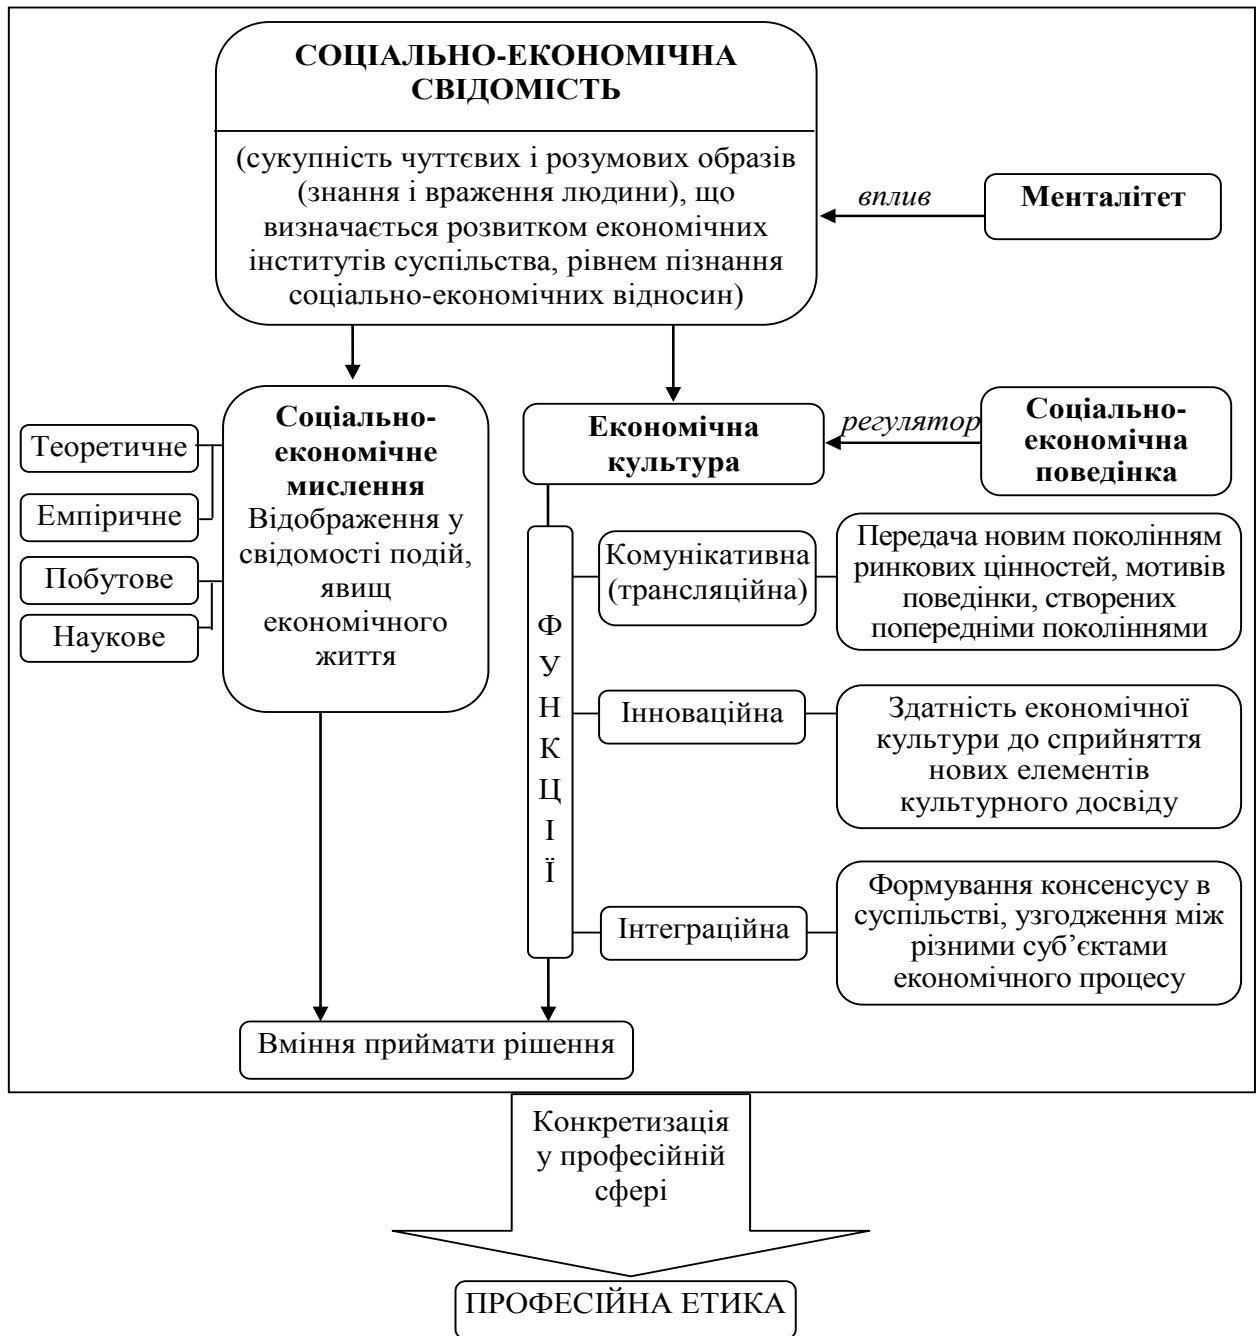 СОЦІАЛЬНО-ЕКОНОМІЧНА
СВІДОМІСТЬ
(сукупність чуттєвих і розумових образів
(знання і враження людини), що
визначається розвитком економічних
інститутів суспільства, рівнем пізнання
соціально-економічних відносин)
вплив
Менталітет
Соціально-
економічне
мислення
Відображення у
свідомості подій,
явищ
економічного
життя
Теоретичне
Емпіричне
Побутове
Наукове
Економічна
культура
регулятор
Соціально-
економічна
поведінка
Ф
У
Н
К
Ц
І
Ї
Комунікативна
(трансляційна)
Передача новим поколінням
ринкових цінностей, мотивів
поведінки, створених
попередніми поколіннями
Інноваційна
Здатність економічної
культури до сприйняття
нових елементів
культурного досвіду
Інтеграційна
Формування консенсусу в
суспільстві, узгодження між
різними суб’єктами
економічного процесу
Вміння приймати рішення
Конкретизація
у професійній
сфері
ПРОФЕСІЙНА ЕТИКА